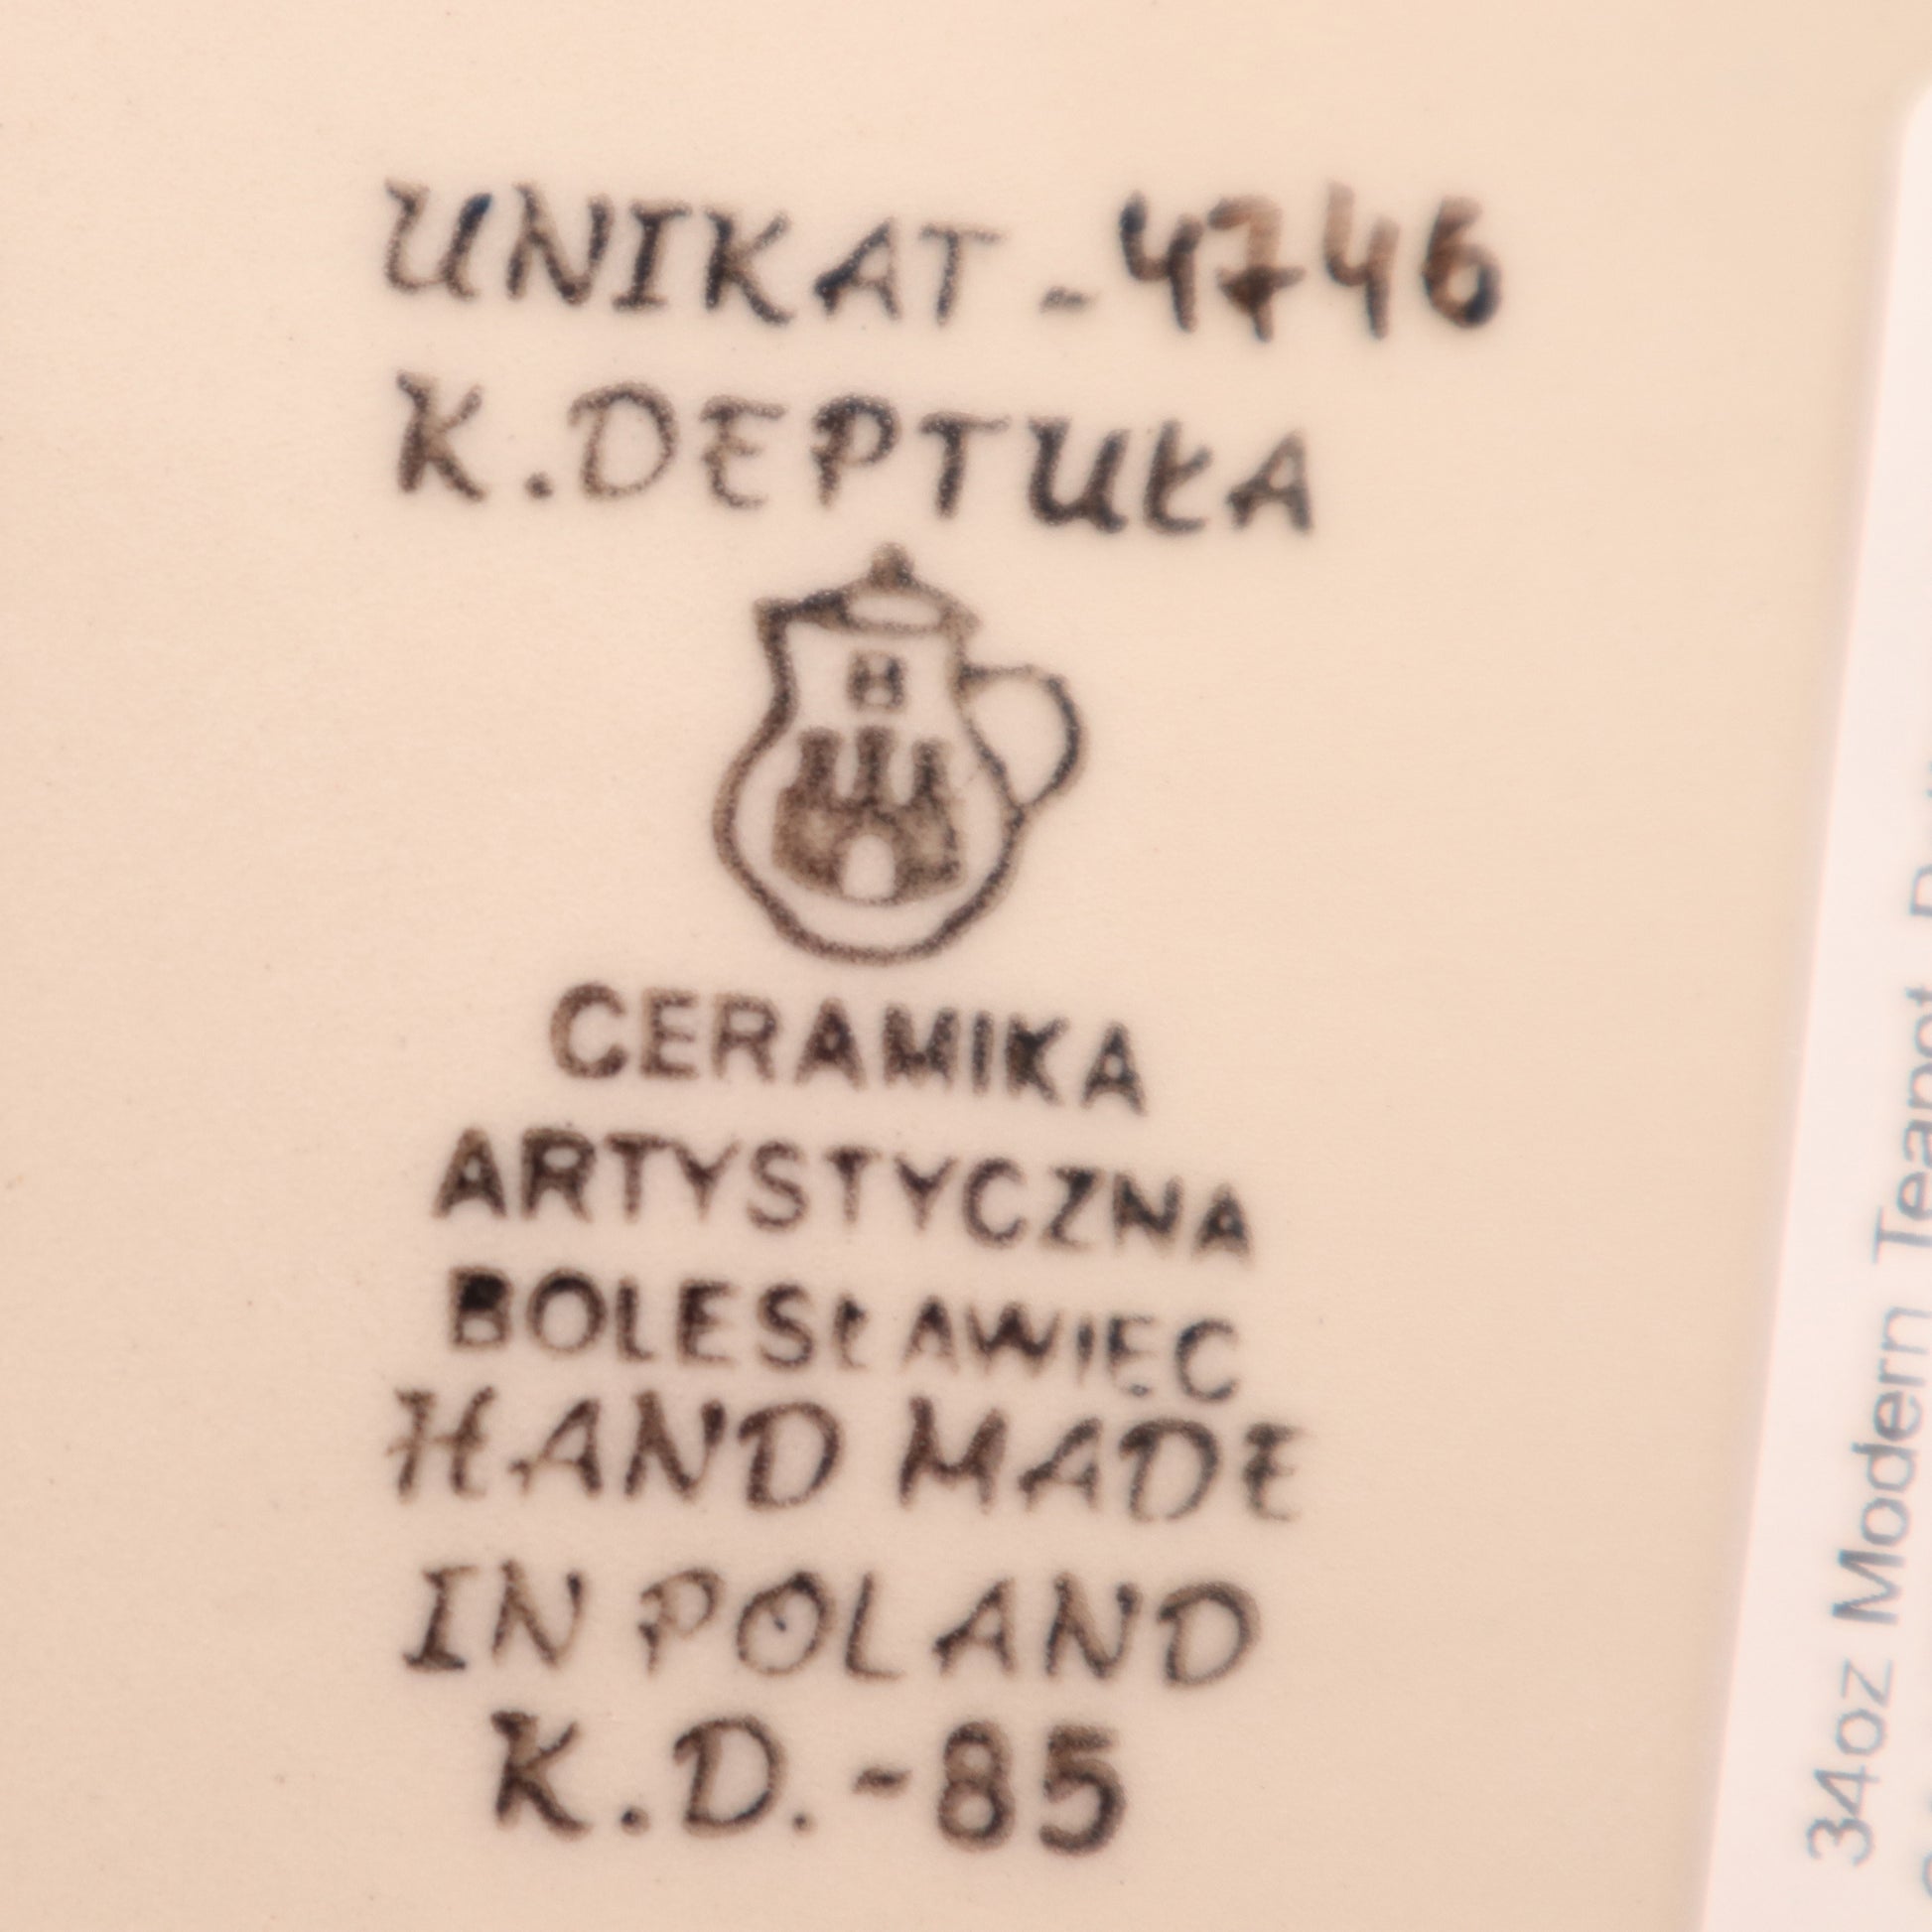 UNIKAT - 4746
K.DEPTUŁA
CERAMIKA
ARTYSTYCZNA
BOLESŁAWIEC
HAND MADE
IN POLAND
K.D.-85
34oz Modern Teapot